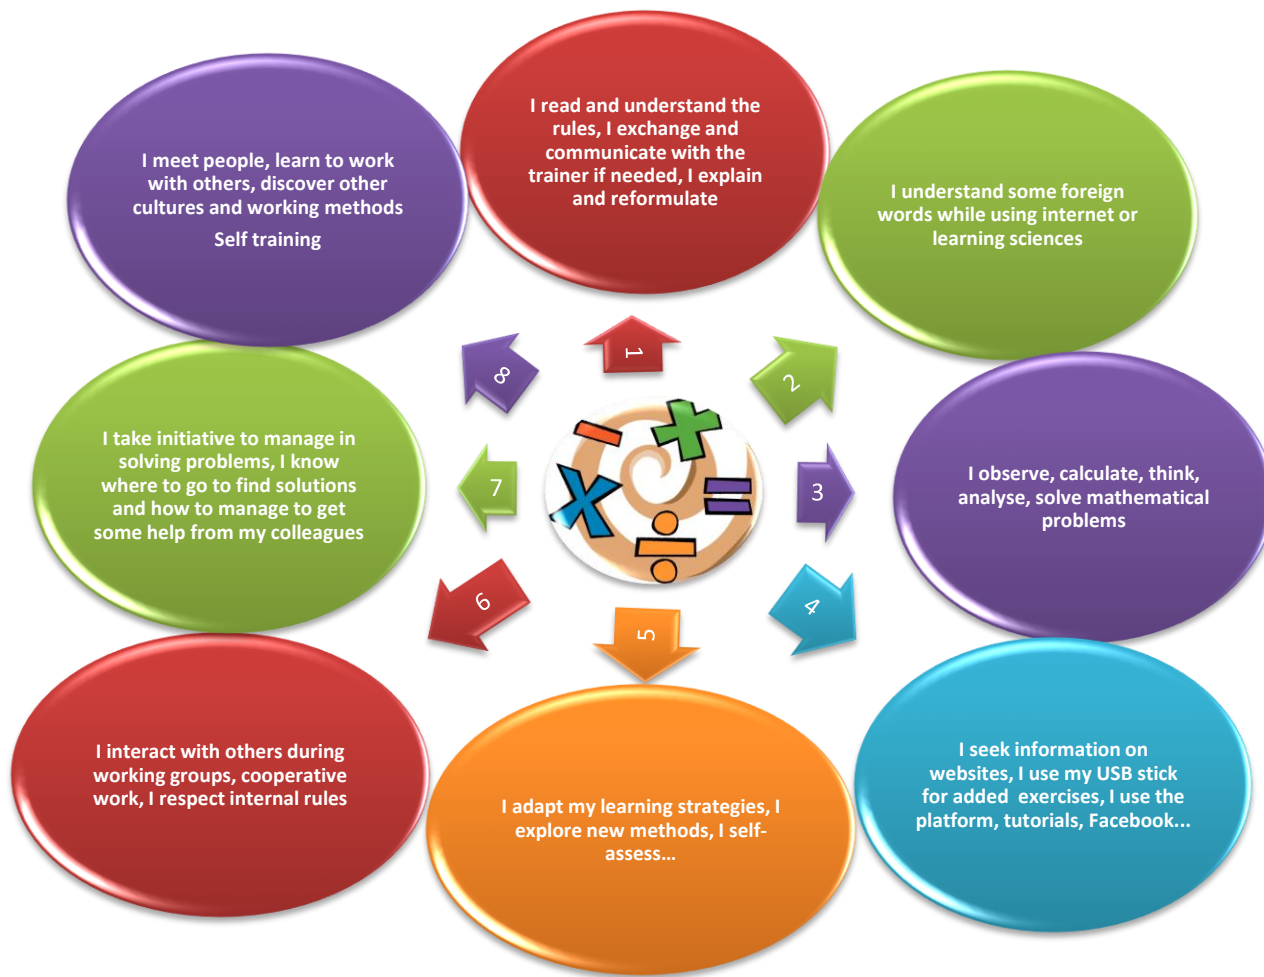 I read and understand the
rules, I exchange and
communicate with the
trainer if needed, I explain
and reformulate
I understand some foreign
words while using internet or
learning sciences
I observe, calculate, think,
analyse, solve mathematical
problems
I seek information on
websites, I use my USB stick
for added  exercises, I use the
platform, tutorials, Facebook...
I adapt my learning strategies, I
explore new methods, I self-
assess...
I interact with others during
working groups, cooperative
work, I respect internal rules
I take initiative to manage in
solving problems, I know
where to go to find solutions
and how to manage to get
some help from my colleagues
I meet people, learn to work
with others, discover other
cultures and working methods
Self training
1
2
3
4
5
6
7
8
− + × = ÷